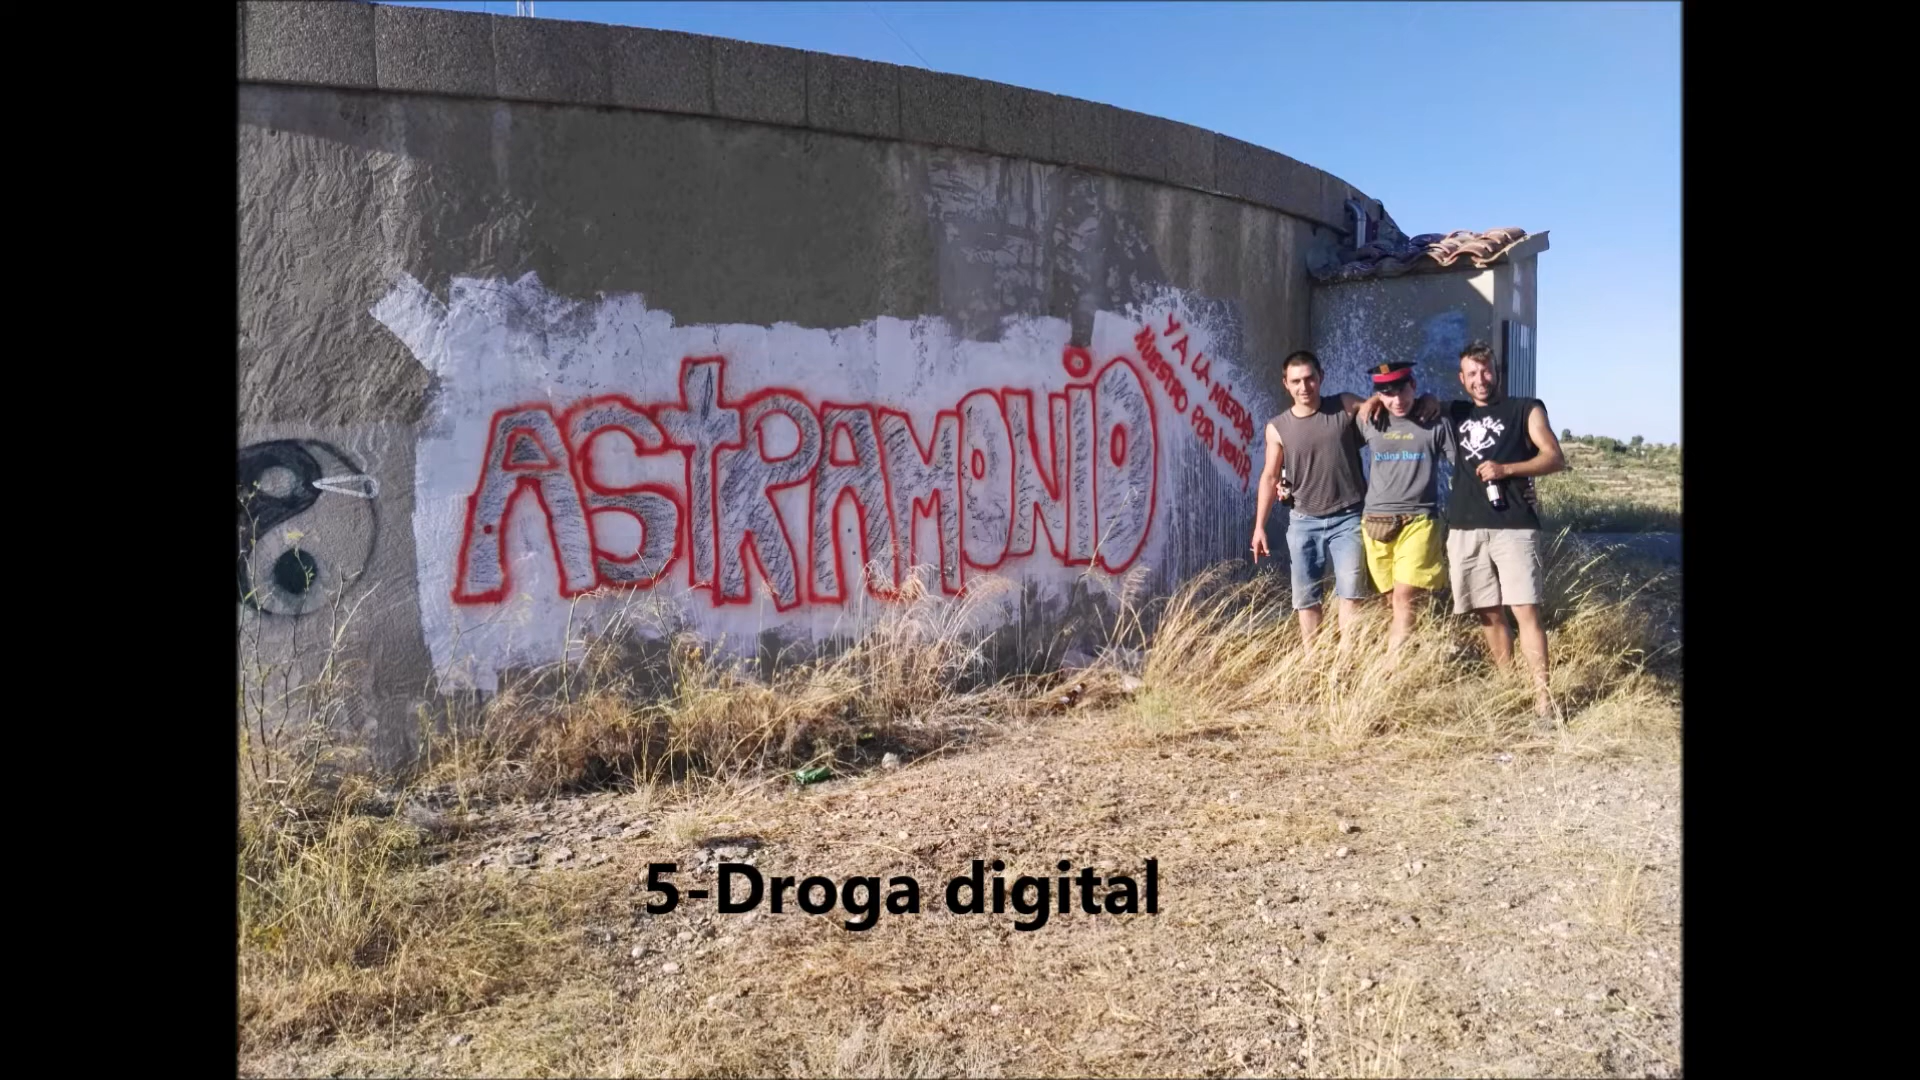 ASTRAMONIO
Y A LA MIERDA
NUESTRO POR VENIR
5-Droga digital